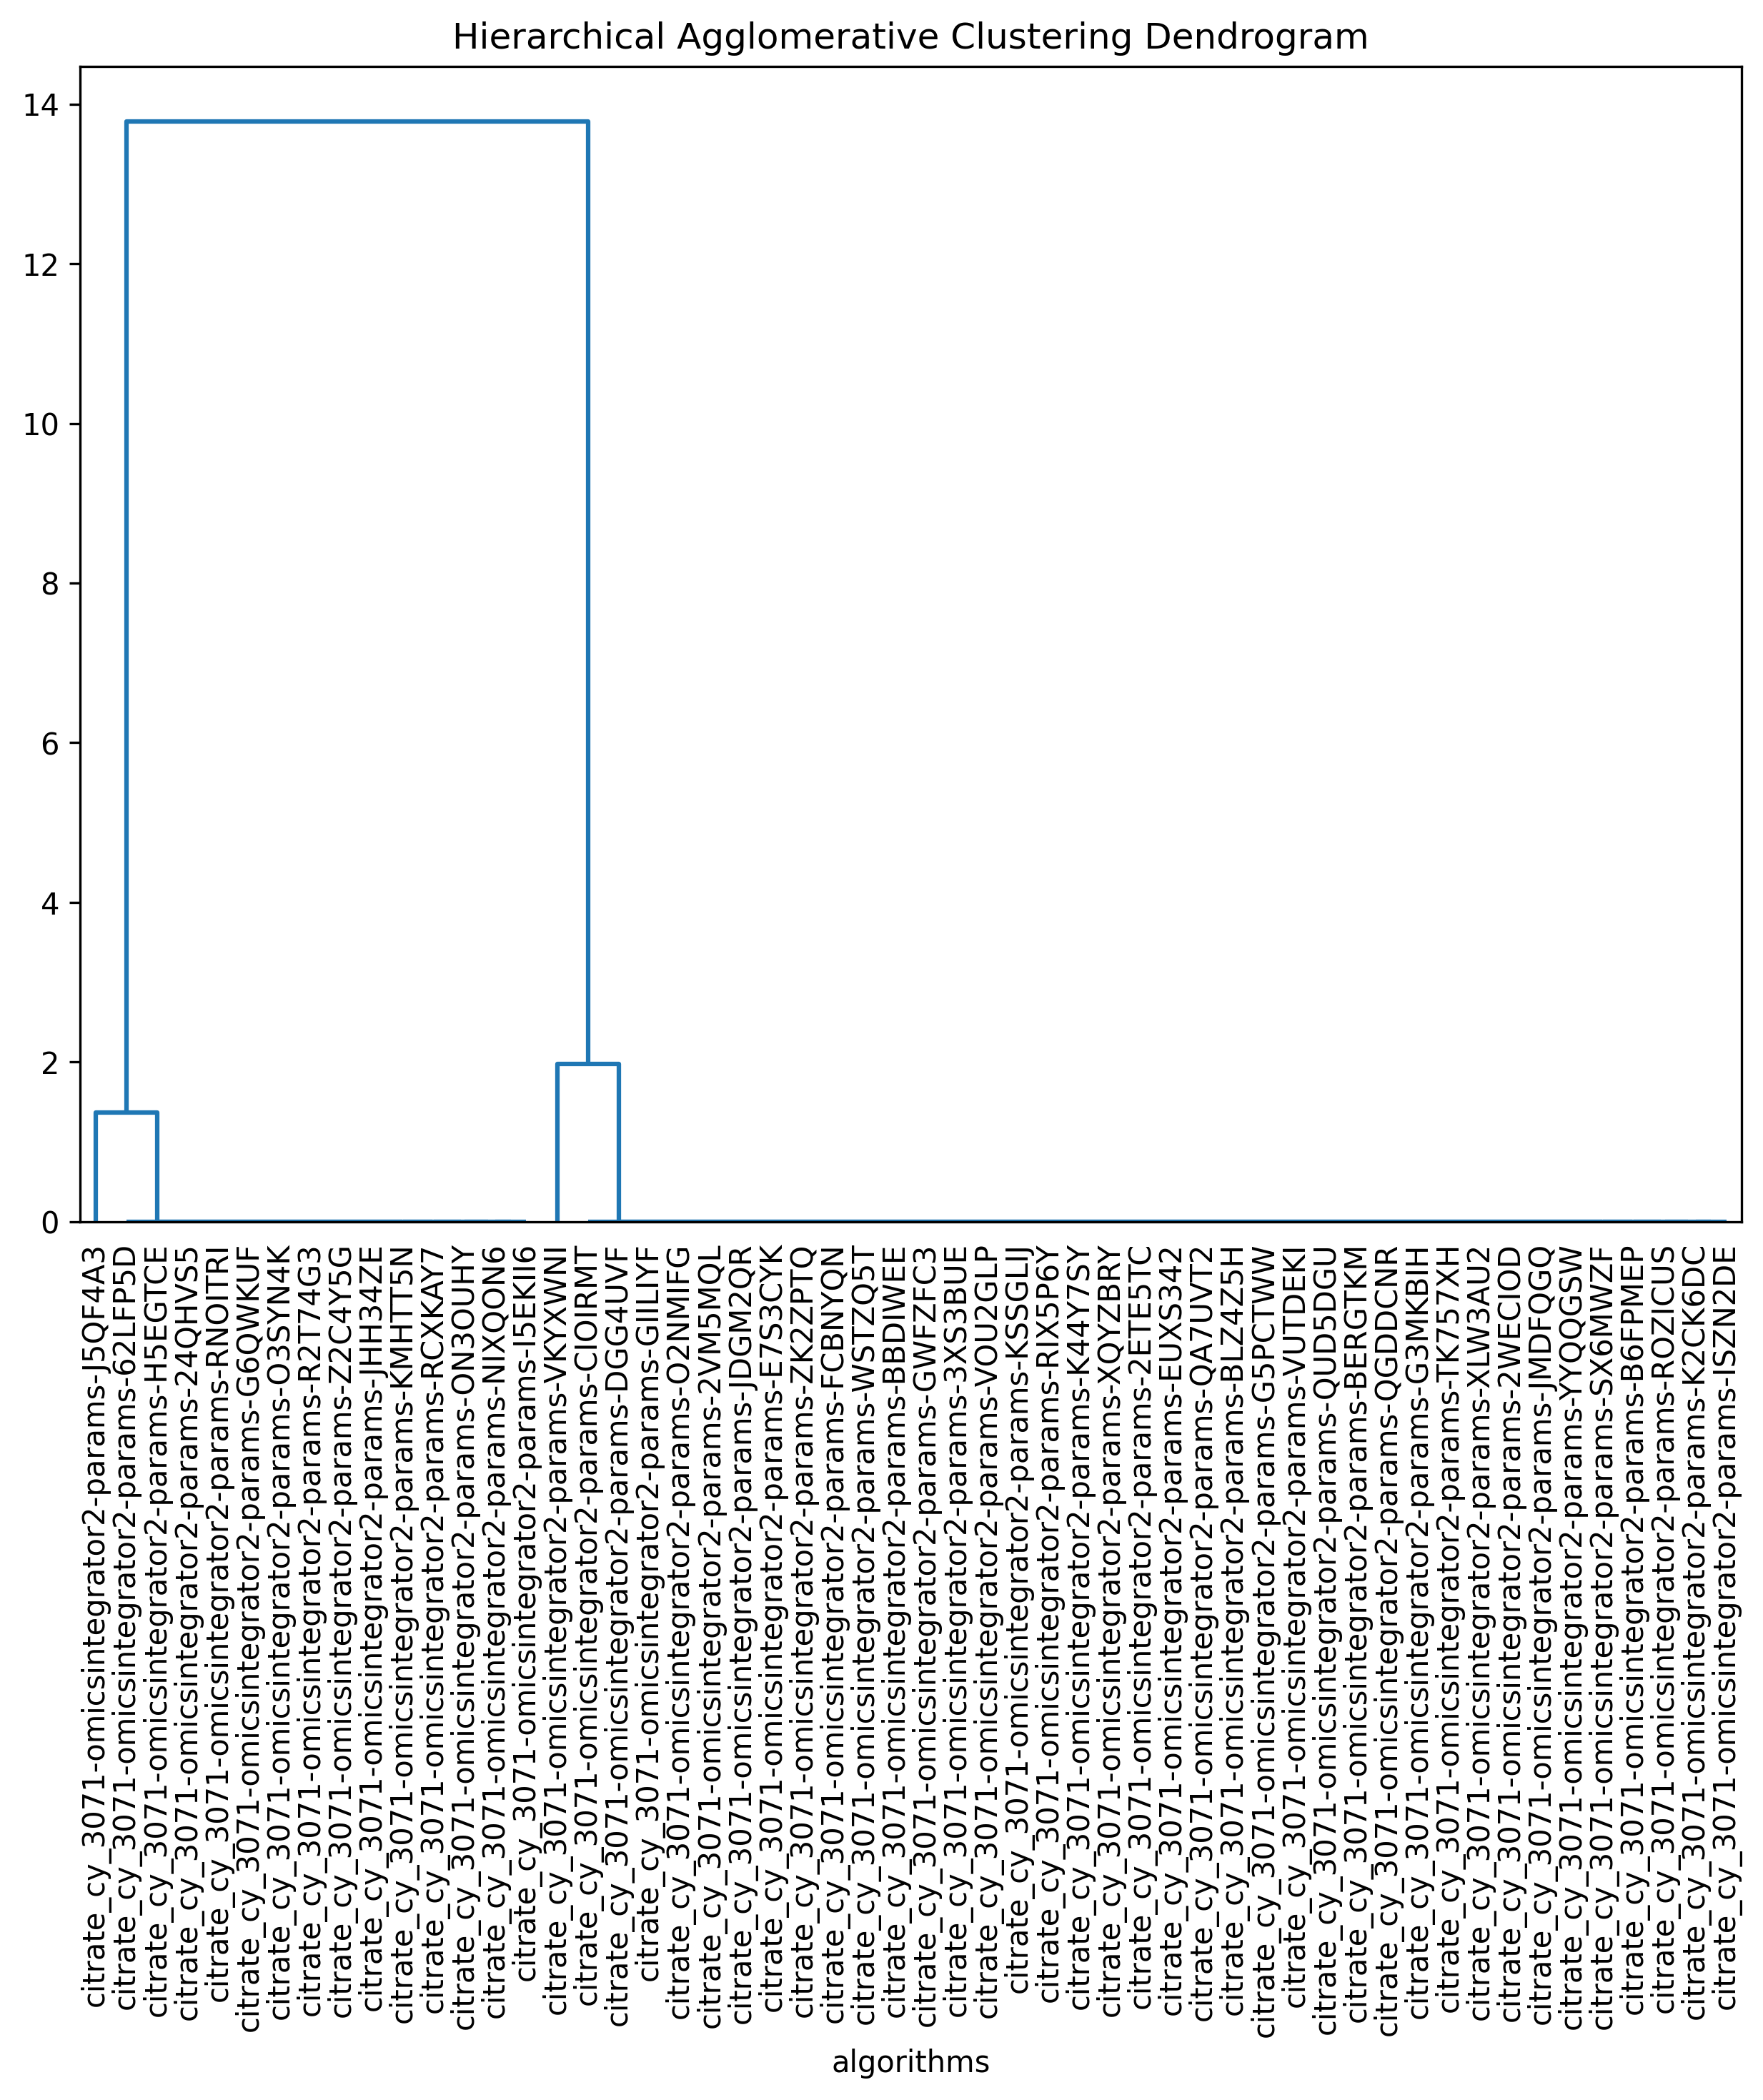 Hierarchical Agglomerative Clustering Dendrogram
14
12
10
8
6
4
2
0
citrate_cy_3071-omicsintegrator2-params-J5QF4A3
citrate_cy_3071-omicsintegrator2-params-62LFP5D
citrate_cy_3071-omicsintegrator2-params-H5EGTCE
citrate_cy_3071-omicsintegrator2-params-24QHVS5
citrate_cy_3071-omicsintegrator2-params-RNOITRI
citrate_cy_3071-omicsintegrator2-params-G6QWKUF
citrate_cy_3071-omicsintegrator2-params-O3SYN4K
citrate_cy_3071-omicsintegrator2-params-R2T74G3
citrate_cy_3071-omicsintegrator2-params-Z2C4Y5G
citrate_cy_3071-omicsintegrator2-params-JHH34ZE
citrate_cy_3071-omicsintegrator2-params-KMHTT5N
citrate_cy_3071-omicsintegrator2-params-RCXKAY7
citrate_cy_3071-omicsintegrator2-params-ON3OUHY
citrate_cy_3071-omicsintegrator2-params-NIXQON6
citrate_cy_3071-omicsintegrator2-params-I5EKII6
citrate_cy_3071-omicsintegrator2-params-VKYXWNI
citrate_cy_3071-omicsintegrator2-params-CIOIRMT
citrate_cy_3071-omicsintegrator2-params-DGG4UVF
citrate_cy_3071-omicsintegrator2-params-GIILIYF
citrate_cy_3071-omicsintegrator2-params-O2NMIFG
citrate_cy_3071-omicsintegrator2-params-2VM5MQL
citrate_cy_3071-omicsintegrator2-params-JDGM2QR
citrate_cy_3071-omicsintegrator2-params-E7S3CYK
citrate_cy_3071-omicsintegrator2-params-ZK2ZPTQ
citrate_cy_3071-omicsintegrator2-params-FCBNYQN
citrate_cy_3071-omicsintegrator2-params-WSTZQ5T
citrate_cy_3071-omicsintegrator2-params-BBDIWEE
citrate_cy_3071-omicsintegrator2-params-GWFZFC3
citrate_cy_3071-omicsintegrator2-params-3XS3BUE
citrate_cy_3071-omicsintegrator2-params-VOU2GLP
citrate_cy_3071-omicsintegrator2-params-KSSGLIJ
citrate_cy_3071-omicsintegrator2-params-RIX5P6Y
citrate_cy_3071-omicsintegrator2-params-K44Y7SY
citrate_cy_3071-omicsintegrator2-params-XQYZBRY
citrate_cy_3071-omicsintegrator2-params-2ETE5TC
citrate_cy_3071-omicsintegrator2-params-EUXS342
citrate_cy_3071-omicsintegrator2-params-QA7UVT2
citrate_cy_3071-omicsintegrator2-params-BLZ4Z5H
citrate_cy_3071-omicsintegrator2-params-G5PCTWW
citrate_cy_3071-omicsintegrator2-params-VUTDEKI
citrate_cy_3071-omicsintegrator2-params-QUD5DGU
citrate_cy_3071-omicsintegrator2-params-BERGTKM
citrate_cy_3071-omicsintegrator2-params-QGDDCNR
citrate_cy_3071-omicsintegrator2-params-G3MKBIH
citrate_cy_3071-omicsintegrator2-params-TK757XH
citrate_cy_3071-omicsintegrator2-params-XLW3AU2
citrate_cy_3071-omicsintegrator2-params-2WECIOD
citrate_cy_3071-omicsintegrator2-params-JMDFQGQ
citrate_cy_3071-omicsintegrator2-params-YYQQGSW
citrate_cy_3071-omicsintegrator2-params-SX6MWZF
citrate_cy_3071-omicsintegrator2-params-B6FPMEP
citrate_cy_3071-omicsintegrator2-params-ROZICUS
citrate_cy_3071-omicsintegrator2-params-K2CK6DC
citrate_cy_3071-omicsintegrator2-params-ISZN2DE
algorithms